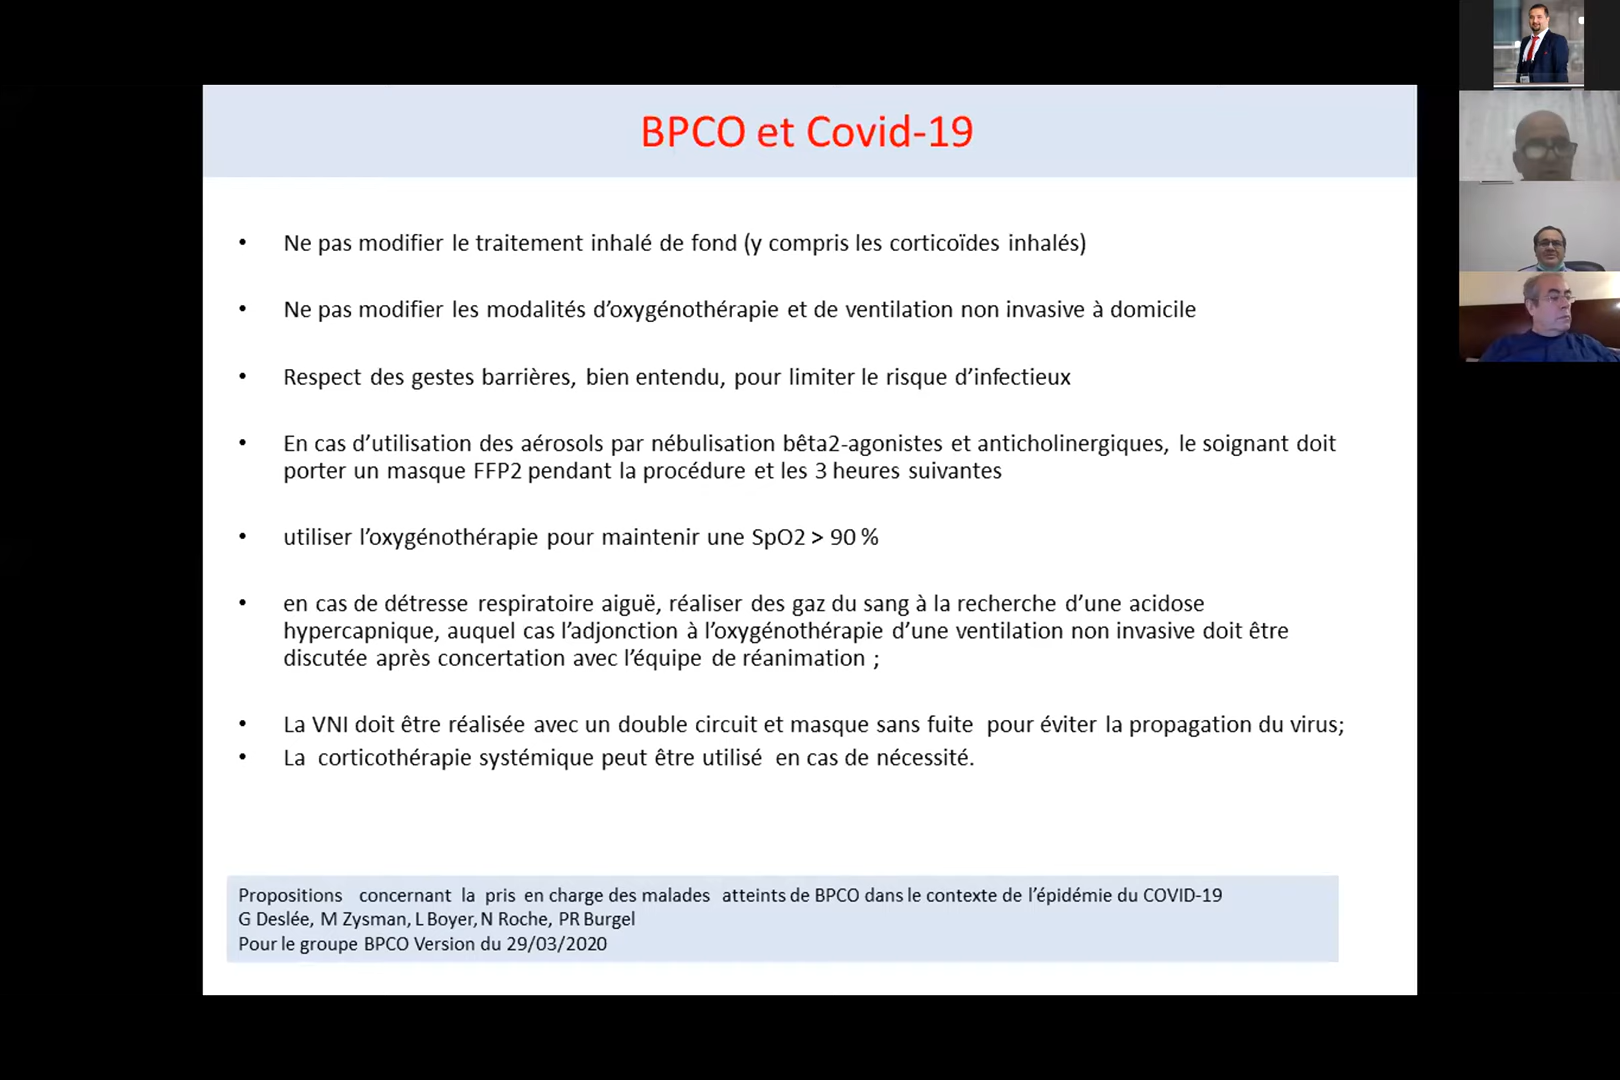 BPCO et Covid-19
• Ne pas modifier le traitement inhalé de fond (y compris les corticoïdes inhalés)
• Ne pas modifier les modalités d’oxygénothérapie et de ventilation non invasive à domicile
• Respect des gestes barrières, bien entendu, pour limiter le risque d’infectieux
• En cas d’utilisation des aérosols par nébulisation bêta2-agonistes et anticholinergiques, le soignant doit
porter un masque FFP2 pendant la procédure et les 3 heures suivantes
• utiliser l’oxygénothérapie pour maintenir une SpO2 > 90 %
• en cas de détresse respiratoire aiguë, réaliser des gaz du sang à la recherche d’une acidose
hypercapnique, auquel cas l’adjonction à l’oxygénothérapie d’une ventilation non invasive doit être
discutée après concertation avec l’équipe de réanimation ;
• La VNI doit être réalisée avec un double circuit et masque sans fuite pour éviter la propagation du virus;
• La corticothérapie systémique peut être utilisé en cas de nécessité.
Propositions concernant la pris en charge des malades atteints de BPCO dans le contexte de l’épidémie du COVID-19
G Deslée, M Zysman, L Boyer, N Roche, PR Burgel
Pour le groupe BPCO Version du 29/03/2020